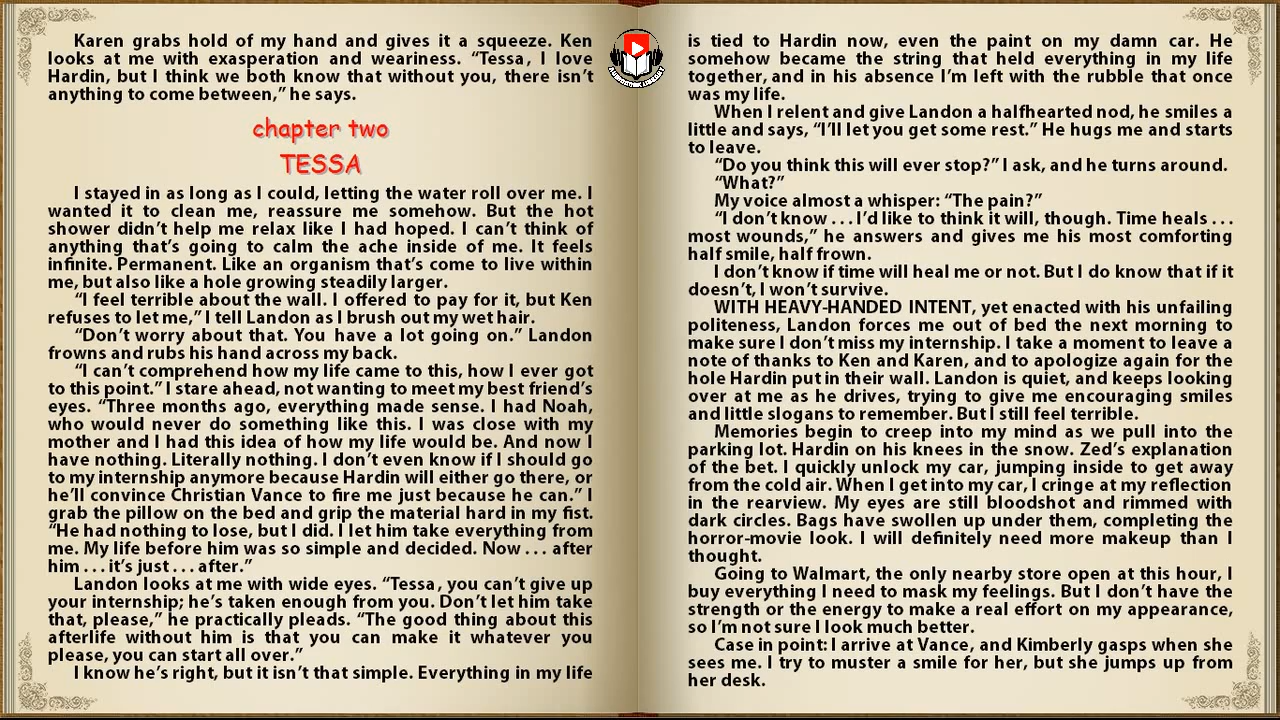 Karen grabs hold of my hand and gives it a squeeze. Ken
looks at me with exasperation and weariness. “Tessa, I love
Hardin, but I think we both know that without you, there isn’t
anything to come between,” he says.
chapter two
TESSA
I stayed in as long as I could, letting the water roll over me. I
wanted it to clean me, reassure me somehow. But the hot
shower didn’t help me relax like I had hoped. I can’t think of
anything that’s going to calm the ache inside of me. It feels
infinite. Permanent. Like an organism that’s come to live within
me, but also like a hole growing steadily larger.
“I feel terrible about the wall. I offered to pay for it, but Ken
refuses to let me,” I tell Landon as I brush out my wet hair.
“Don’t worry about that. You have a lot going on.” Landon
frowns and rubs his hand across my back.
“I can’t comprehend how my life came to this, how I ever got
to this point.” I stare ahead, not wanting to meet my best friend’s
eyes. “Three months ago, everything made sense. I had Noah,
who would never do something like this. I was close with my
mother and I had this idea of how my life would be. And now I
have nothing. Literally nothing. I don’t even know if I should go
to my internship anymore because Hardin will either go there, or
he’ll convince Christian Vance to fire me just because he can.” I
grab the pillow on the bed and grip the material hard in my fist.
“He had nothing to lose, but I did. I let him take everything from
me. My life before him was so simple and decided. Now . . . after
him . . . it’s just . . . after.”
Landon looks at me with wide eyes. “Tessa, you can’t give up
your internship; he’s taken enough from you. Don’t let him take
that, please,” he practically pleads. “The good thing about this
afterlife without him is that you can make it whatever you
please, you can start all over.”
I know he’s right, but it isn’t that simple. Everything in my life
is tied to Hardin now, even the paint on my damn car. He
somehow became the string that held everything in my life
together, and in his absence I’m left with the rubble that once
was my life.
When I relent and give Landon a halfhearted nod, he smiles a
little and says, “I’ll let you get some rest.” He hugs me and starts
to leave.
“Do you think this will ever stop?” I ask, and he turns around.
“What?”
My voice almost a whisper: “The pain?”
“I don’t know . . . I’d like to think it will, though. Time heals . . .
most wounds,” he answers and gives me his most comforting
half smile, half frown.
I don’t know if time will heal me or not. But I do know that if it
doesn’t, I won’t survive.
WITH HEAVY-HANDED INTENT, yet enacted with his unfailing
politeness, Landon forces me out of bed the next morning to
make sure I don’t miss my internship. I take a moment to leave a
note of thanks to Ken and Karen, and to apologize again for the
hole Hardin put in their wall. Landon is quiet, and keeps looking
over at me as he drives, trying to give me encouraging smiles
and little slogans to remember. But I still feel terrible.
Memories begin to creep into my mind as we pull into the
parking lot. Hardin on his knees in the snow. Zed’s explanation
of the bet. I quickly unlock my car, jumping inside to get away
from the cold air. When I get into my car, I cringe at my reflection
in the rearview. My eyes are still bloodshot and rimmed with
dark circles. Bags have swollen up under them, completing the
horror-movie look. I will definitely need more makeup than I
thought.
Going to Walmart, the only nearby store open at this hour, I
buy everything I need to mask my feelings. But I don’t have the
strength or the energy to make a real effort on my appearance,
so I’m not sure I look much better.
Case in point: I arrive at Vance, and Kimberly gasps when she
sees me. I try to muster a smile for her, but she jumps up from
her desk.